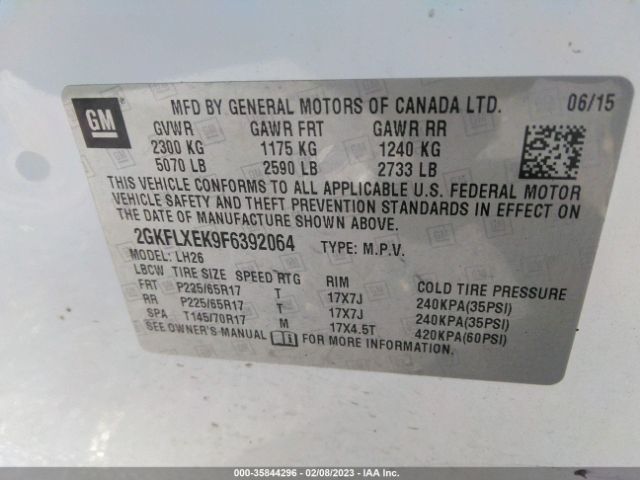 GM
MFD BY GENERAL MOTORS OF CANADA LTD. 06/15
GVWR GAWR FRT GAWR RR
2300 KG 1175 KG 1240 KG
5070 LB 2590 LB 2733 LB
THIS VEHICLE CONFORMS TO ALL APPLICABLE U.S. FEDERAL MOTOR
VEHICLE SAFETY AND THEFT PREVENTION STANDARDS IN EFFECT ON
THE DATE OF MANUFACTURE SHOWN ABOVE.
2GKFLXEK9F6392064 TYPE: M.P.V.
MODEL: LH26
LBCW TIRE SIZE SPEED RTG RIM COLD TIRE PRESSURE
FRT P225/65R17 T 17X7J 240KPA(35PSI)
RR P225/65R17 T 17X7J 240KPA(35PSI)
SPA T145/70R17 M 17X4.5T 420KPA(60PSI)
SEE OWNER'S MANUAL FOR MORE INFORMATION.
000-35844296 - 02/08/2023 - IAA Inc.